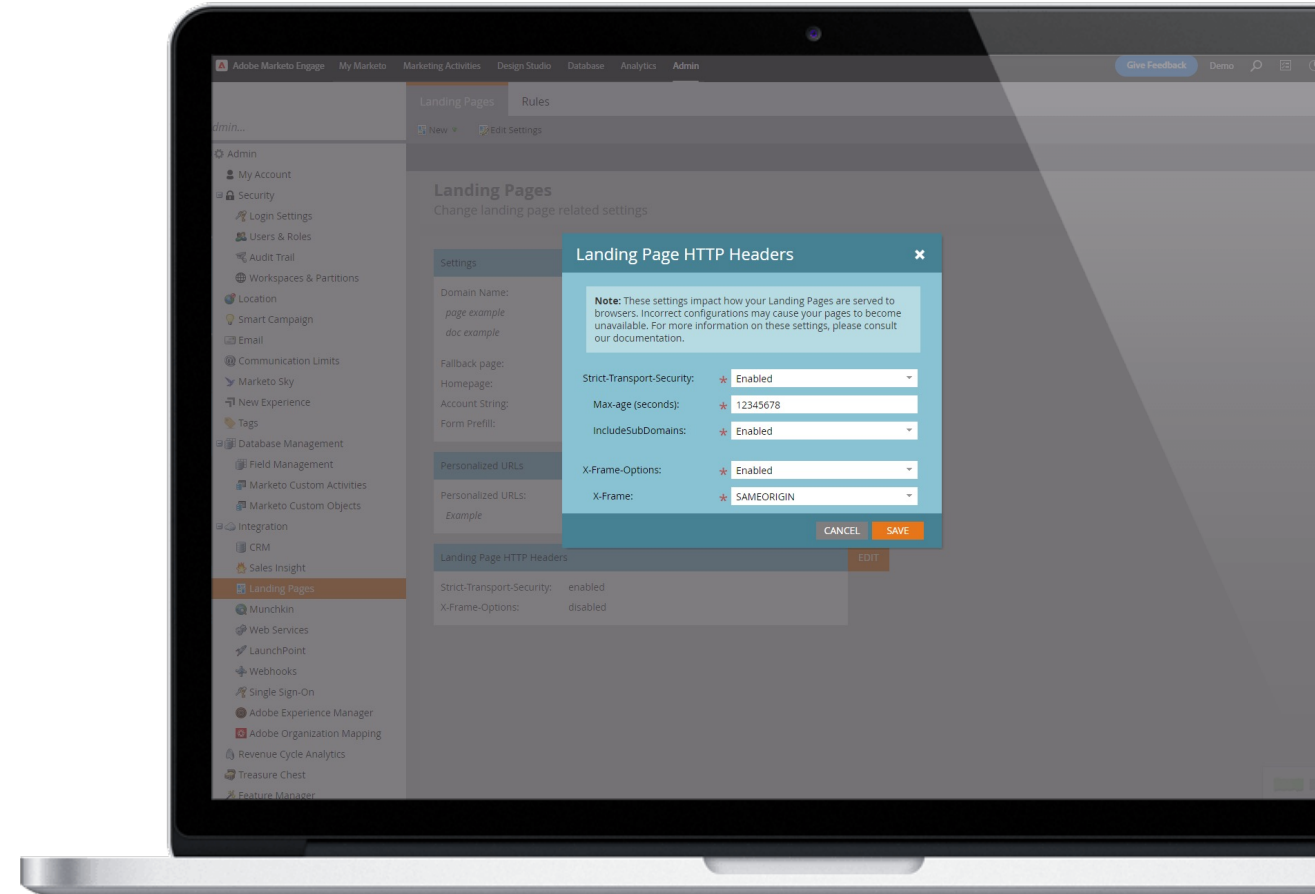 Adobe Marketo Engage My Marketo Marketing Activities Design Studio Database Analytics Admin Give Feedback Demo
Landing Pages Rules
dmin...
New Edit Settings
Admin
My Account
Security
Login Settings
Users & Roles
Audit Trail
Workspaces & Partitions
Location
Smart Campaign
Email
Communication Limits
Marketo Sky
New Experience
Tags
Database Management
Field Management
Marketo Custom Activities
Marketo Custom Objects
Integration
CRM
Sales Insight
Landing Pages
Munchkin
Web Services
LaunchPoint
Webhooks
Single Sign-On
Adobe Experience Manager
Adobe Organization Mapping
Revenue Cycle Analytics
Treasure Chest
Feature Manager
Landing Pages
Change landing page related settings
Settings
Domain Name:
page example
doc example
Fallback page:
Homepage:
Account String:
Form Prefill:
Personalized URLs
Personalized URLs:
Example
Landing Page HTTP Headers EDIT
Strict-Transport-Security: enabled
X-Frame-Options: disabled
Landing Page HTTP Headers
Note: These settings impact how your Landing Pages are served to
browsers. Incorrect configurations may cause your pages to become
unavailable. For more information on these settings, please consult
our documentation.
Strict-Transport-Security: * Enabled
Max-age (seconds): * 12345678
IncludeSubDomains: * Enabled
X-Frame-Options: * Enabled
X-Frame: * SAMEORIGIN
CANCEL SAVE